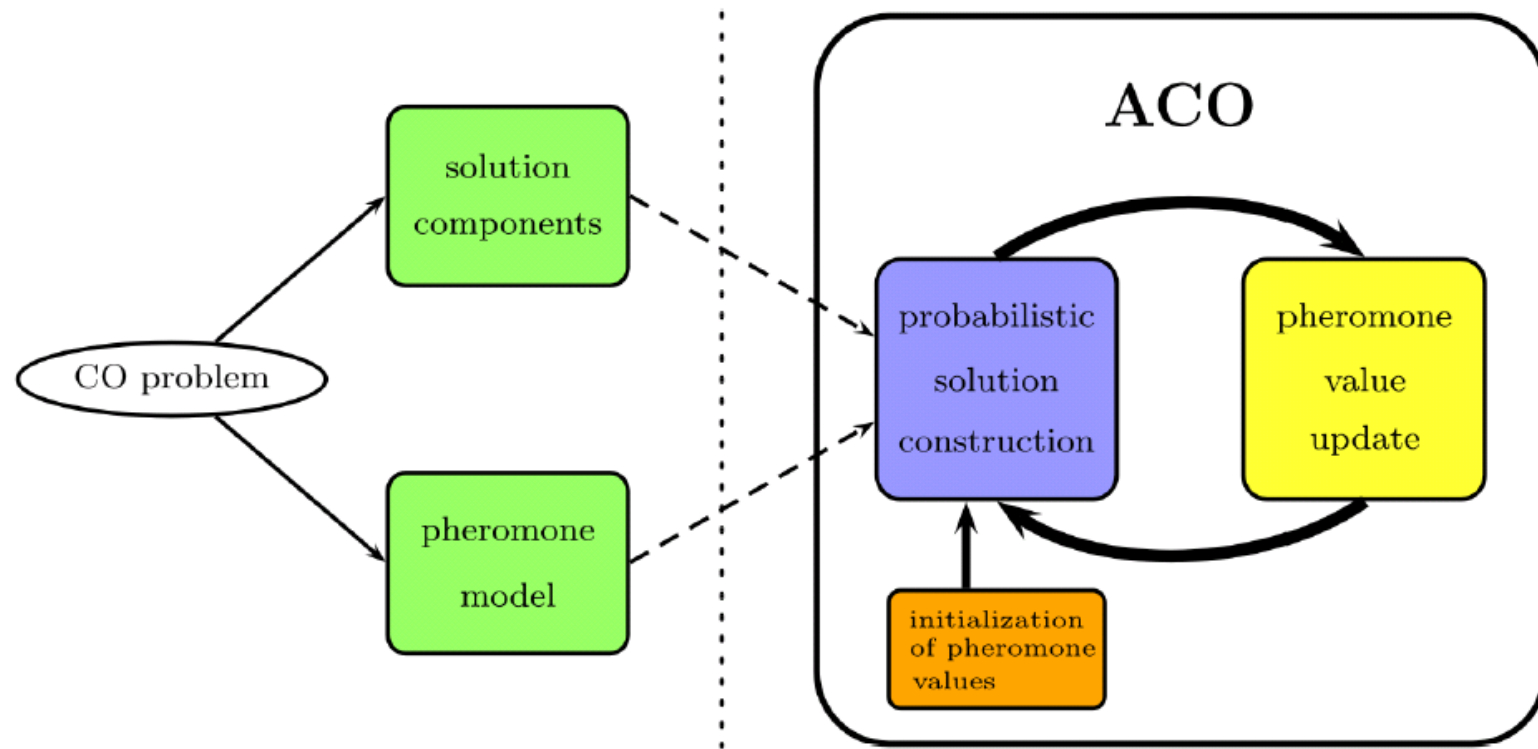 ACO
solution
components
CO problem
pheromone
model
probabilistic
solution
construction
pheromone
value
update
initialization
of pheromone
values